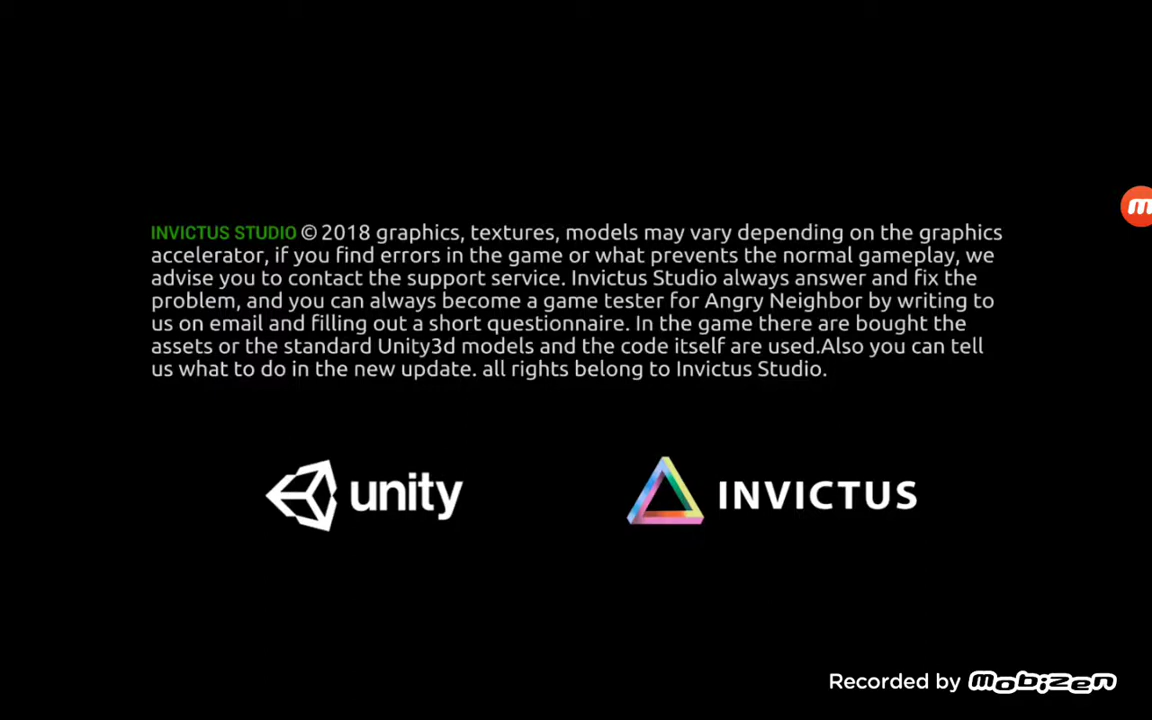 INVICTUS STUDIO © 2018 graphics, textures, models may vary depending on the graphics
accelerator, if you find errors in the game or what prevents the normal gameplay, we
advise you to contact the support service. Invictus Studio always answer and fix the
problem, and you can always become a game tester for Angry Neighbor by writing to
us on email and filling out a short questionnaire. In the game there are bought the
assets or the standard Unity3d models and the code itself are used.Also you can tell
us what to do in the new update. all rights belong to Invictus Studio.
unity
INVICTUS
Recorded by mobizen